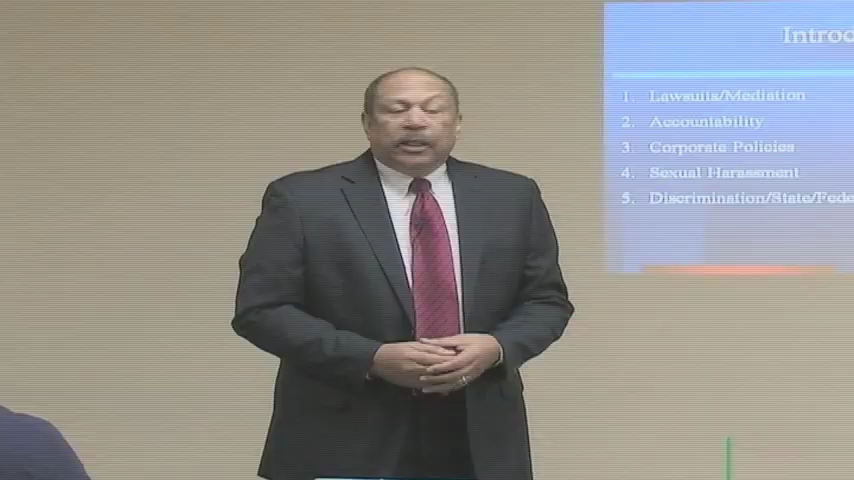 Introd
1. Lawsuits/Mediation
2. Accountability
3. Corporate Policies
4. Sexual Harassment
5. Discrimination/State/Fede